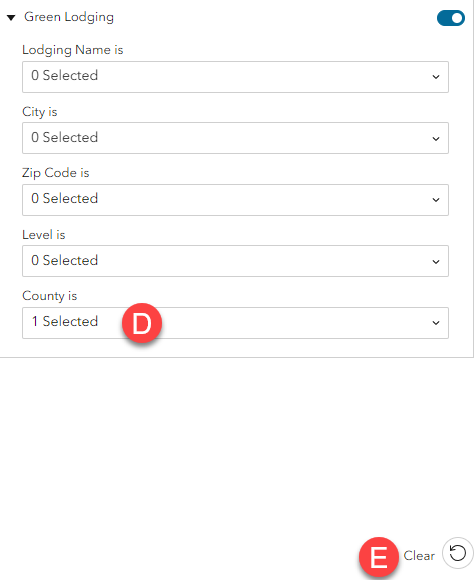 Green Lodging
Lodging Name is
0 Selected
City is
0 Selected
Zip Code is
0 Selected
Level is
0 Selected
County is
1 Selected D
E Clear